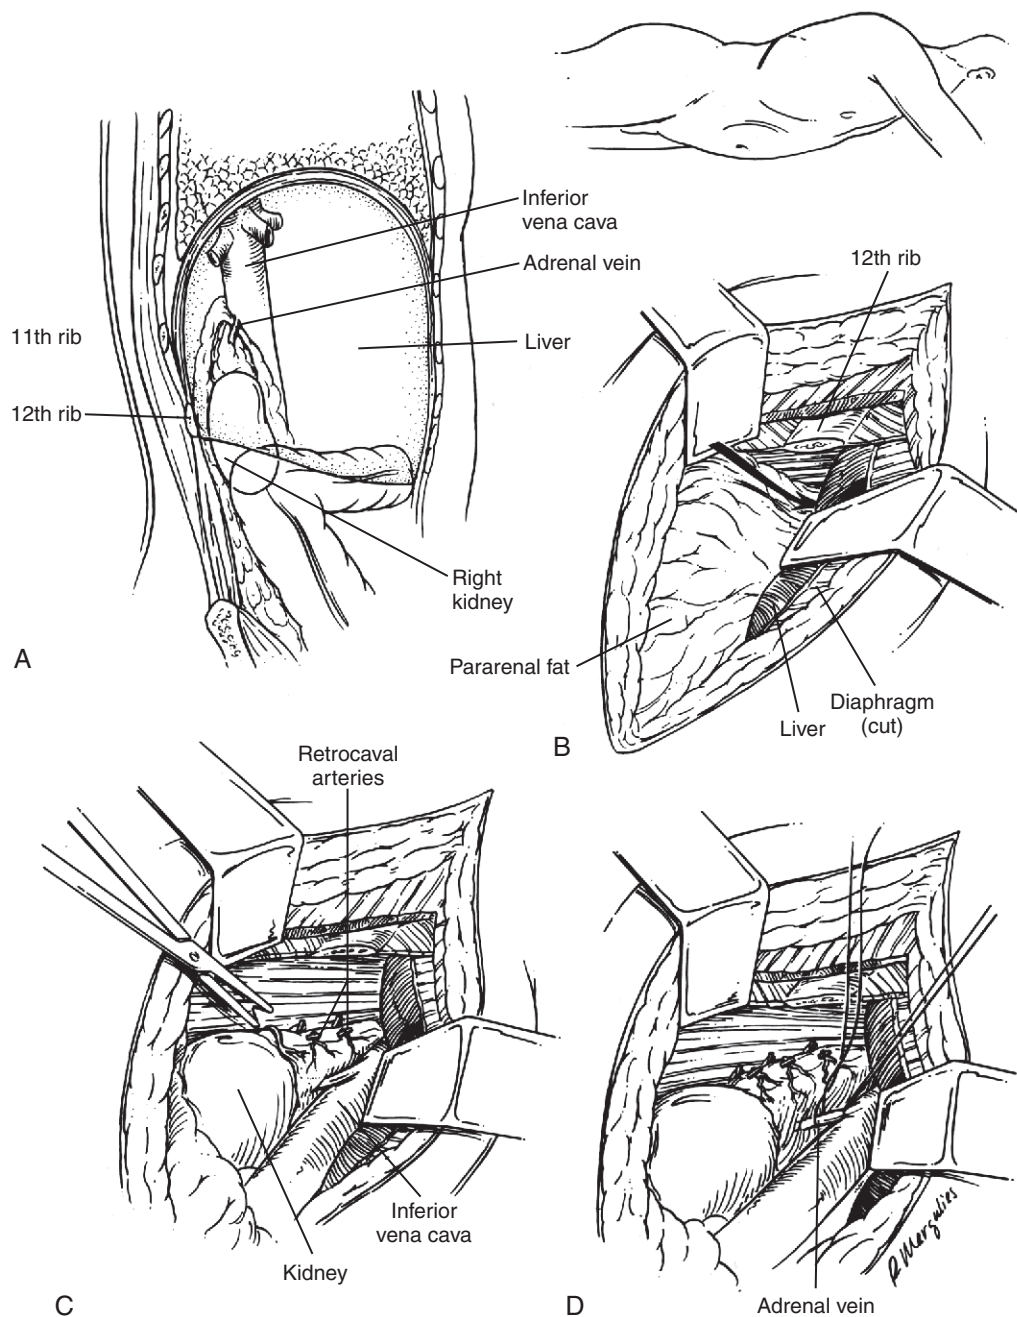 Inferior
vena cava
Adrenal vein
11th rib
Liver
12th rib
Right
kidney
A
12th rib
Pararenal fat
Diaphragm
(cut)
Liver
B
Retrocaval
arteries
Inferior
vena cava
Kidney
C
R Margulies
Adrenal vein
D